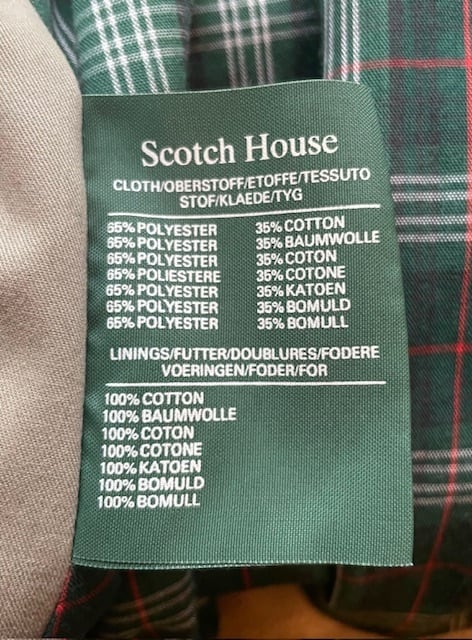 Scotch House
CLOTH/OBERSTOFF/ETOFFE/TESSUTO
STOF/KLAEDE/TYG
65% POLYESTER 35% COTTON
65% POLYESTER 35% BAUMWOLLE
65% POLYESTER 35% COTON
65% POLIESTERE 35% COTONE
65% POLYESTER 35% KATOEN
65% POLYESTER 35% BOMULD
65% POLYESTER 35% BOMULL
LININGS/FUTTER/DOUBLURES/FODERE
VOERINGEN/FODER/FOR
100% COTTON
100% BAUMWOLLE
100% COTON
100% COTONE
100% KATOEN
100% BOMULD
100% BOMULL